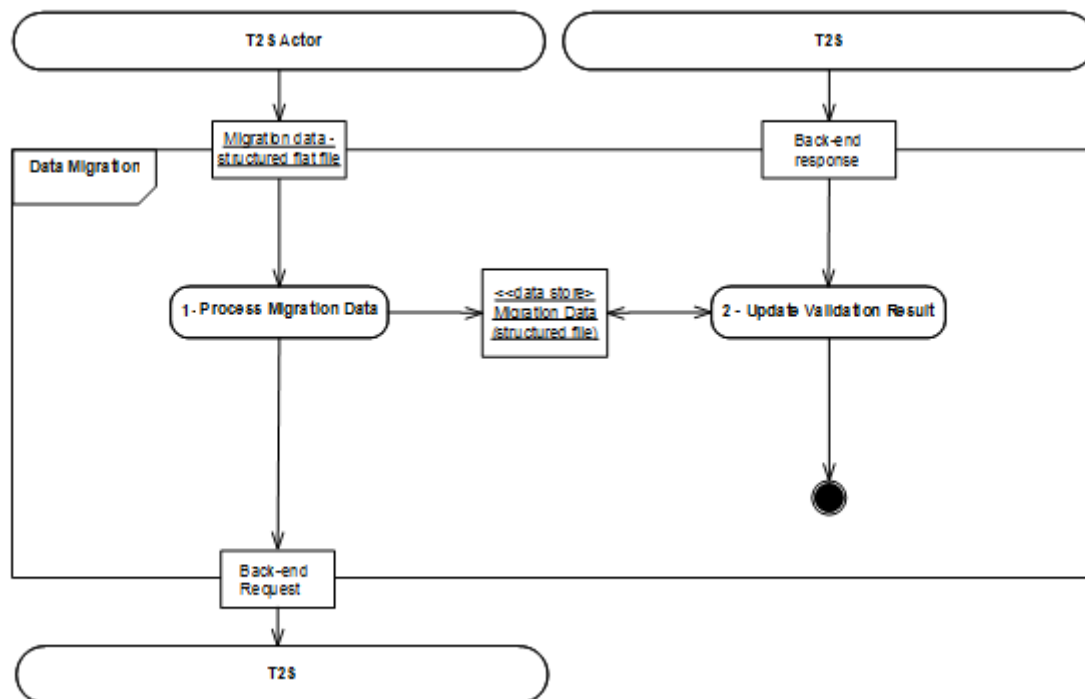 T2S Actor
T2S
Migration data -
structured flat file
Back-end
response
Data Migration
1- Process Migration Data
<<data store>
Migration Data
(structured file)
2 - Update Validation Result
Back-end
Request
T2S